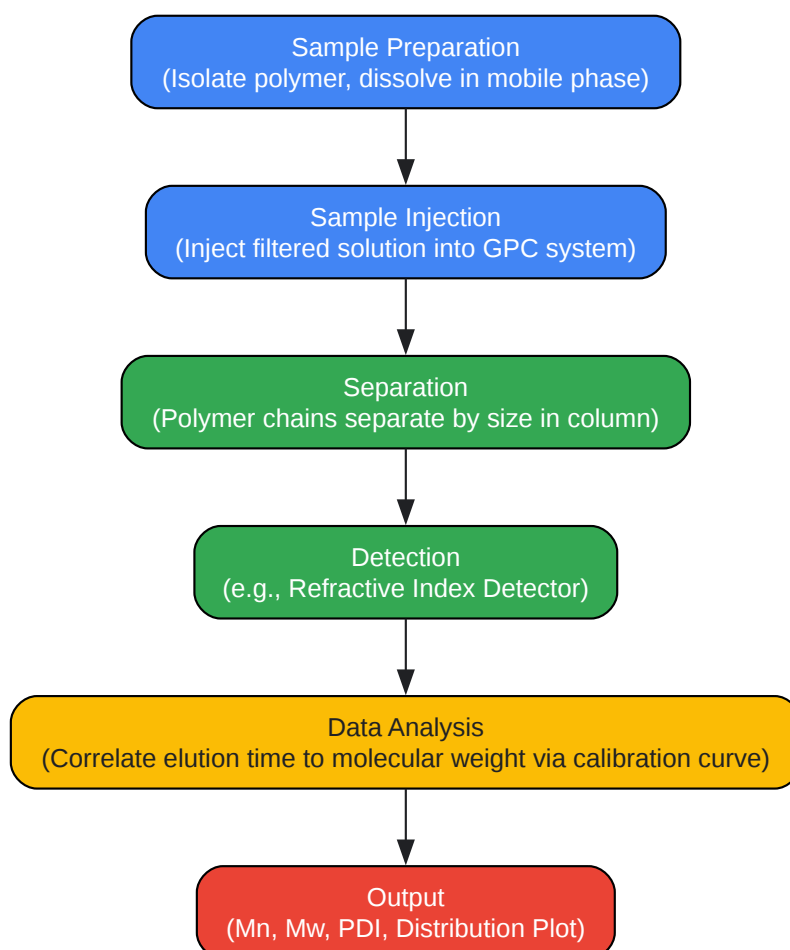 Sample Preparation
(Isolate polymer, dissolve in mobile phase)
Sample Injection
(Inject filtered solution into GPC system)
Separation
(Polymer chains separate by size in column)
Detection
(e.g., Refractive Index Detector)
Data Analysis
(Correlate elution time to molecular weight via calibration curve)
Output
(Mn, Mw, PDI, Distribution Plot)